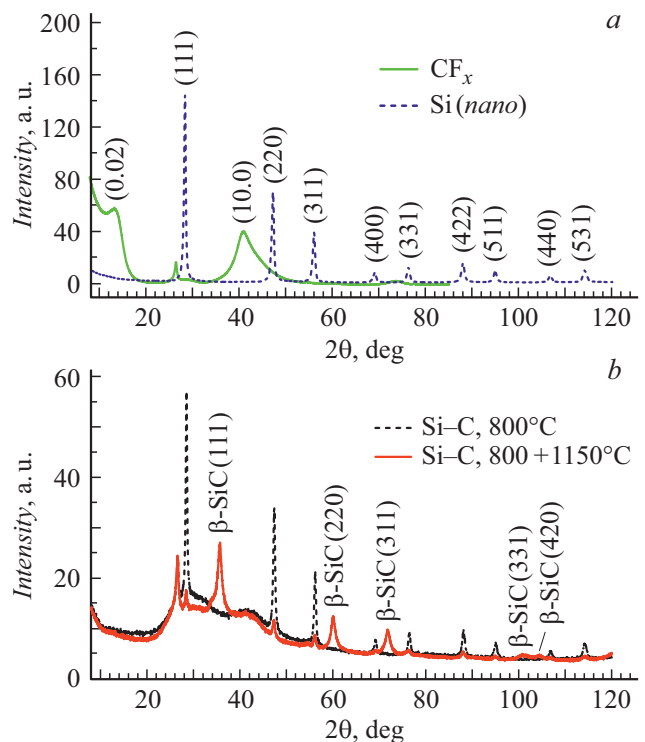 a
200
160
120
80
40
0
Intensity, a. u.
CFx
Si (nano)
(0.02)
(111)
(10.0)
(220)
(311)
(400)
(331)
(422)
(511)
(440)
(531)
20 40 60 80 100 120
2θ, deg
b
60
40
20
0
Intensity, a. u.
Si–C, 800°C
Si–C, 800 + 1150°C
β-SiC (111)
β-SiC (220)
β-SiC (311)
β-SiC (331)
β-SiC (420)
20 40 60 80 100 120
2θ, deg